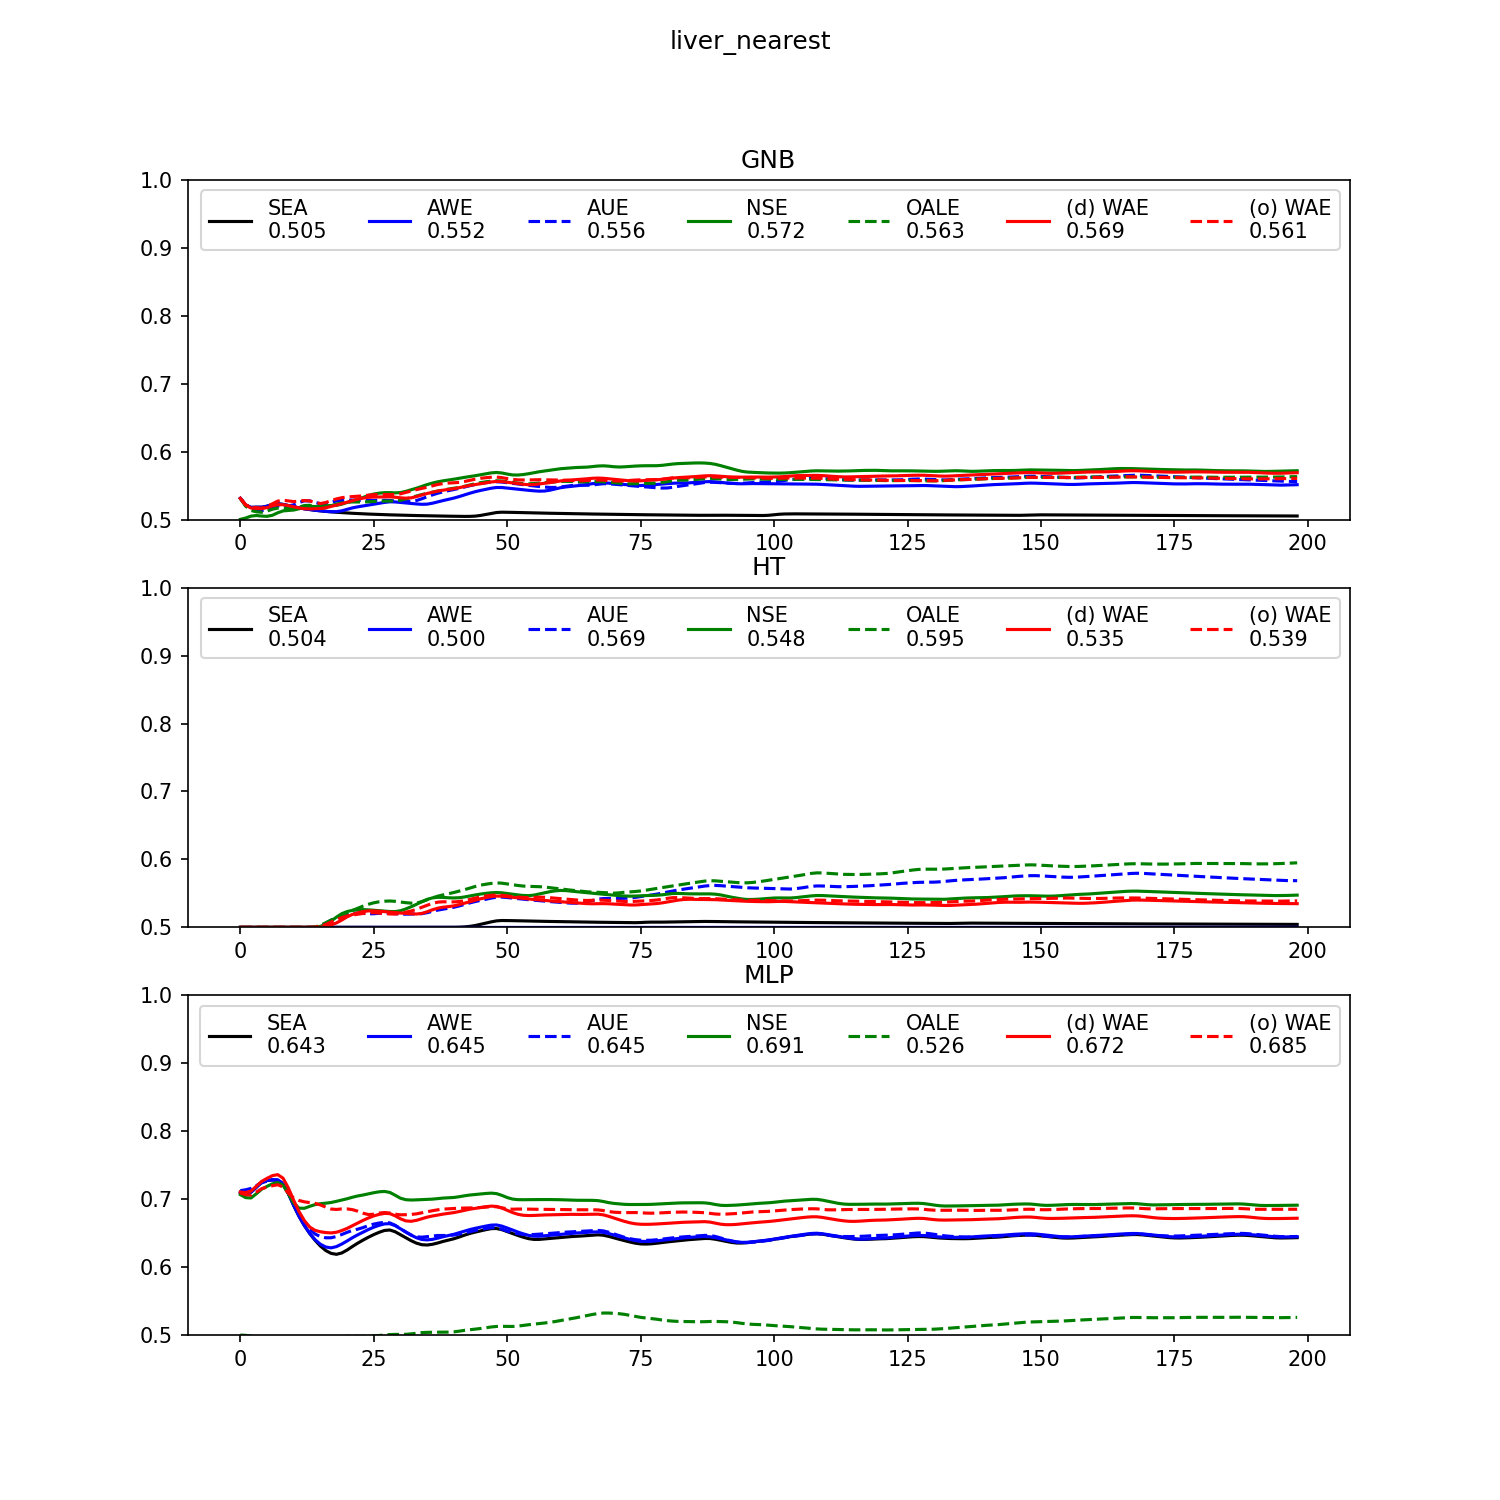 liver_nearest
GNB
SEA AWE AUE NSE OALE (d) WAE (o) WAE
0.505 0.552 0.556 0.572 0.563 0.569 0.561
1.0
0.9
0.8
0.7
0.6
0.5
0 25 50 75 100 125 150 175 200
HT
SEA AWE AUE NSE OALE (d) WAE (o) WAE
0.504 0.500 0.569 0.548 0.595 0.535 0.539
1.0
0.9
0.8
0.7
0.6
0.5
0 25 50 75 100 125 150 175 200
MLP
SEA AWE AUE NSE OALE (d) WAE (o) WAE
0.643 0.645 0.645 0.691 0.526 0.672 0.685
1.0
0.9
0.8
0.7
0.6
0.5
0 25 50 75 100 125 150 175 200